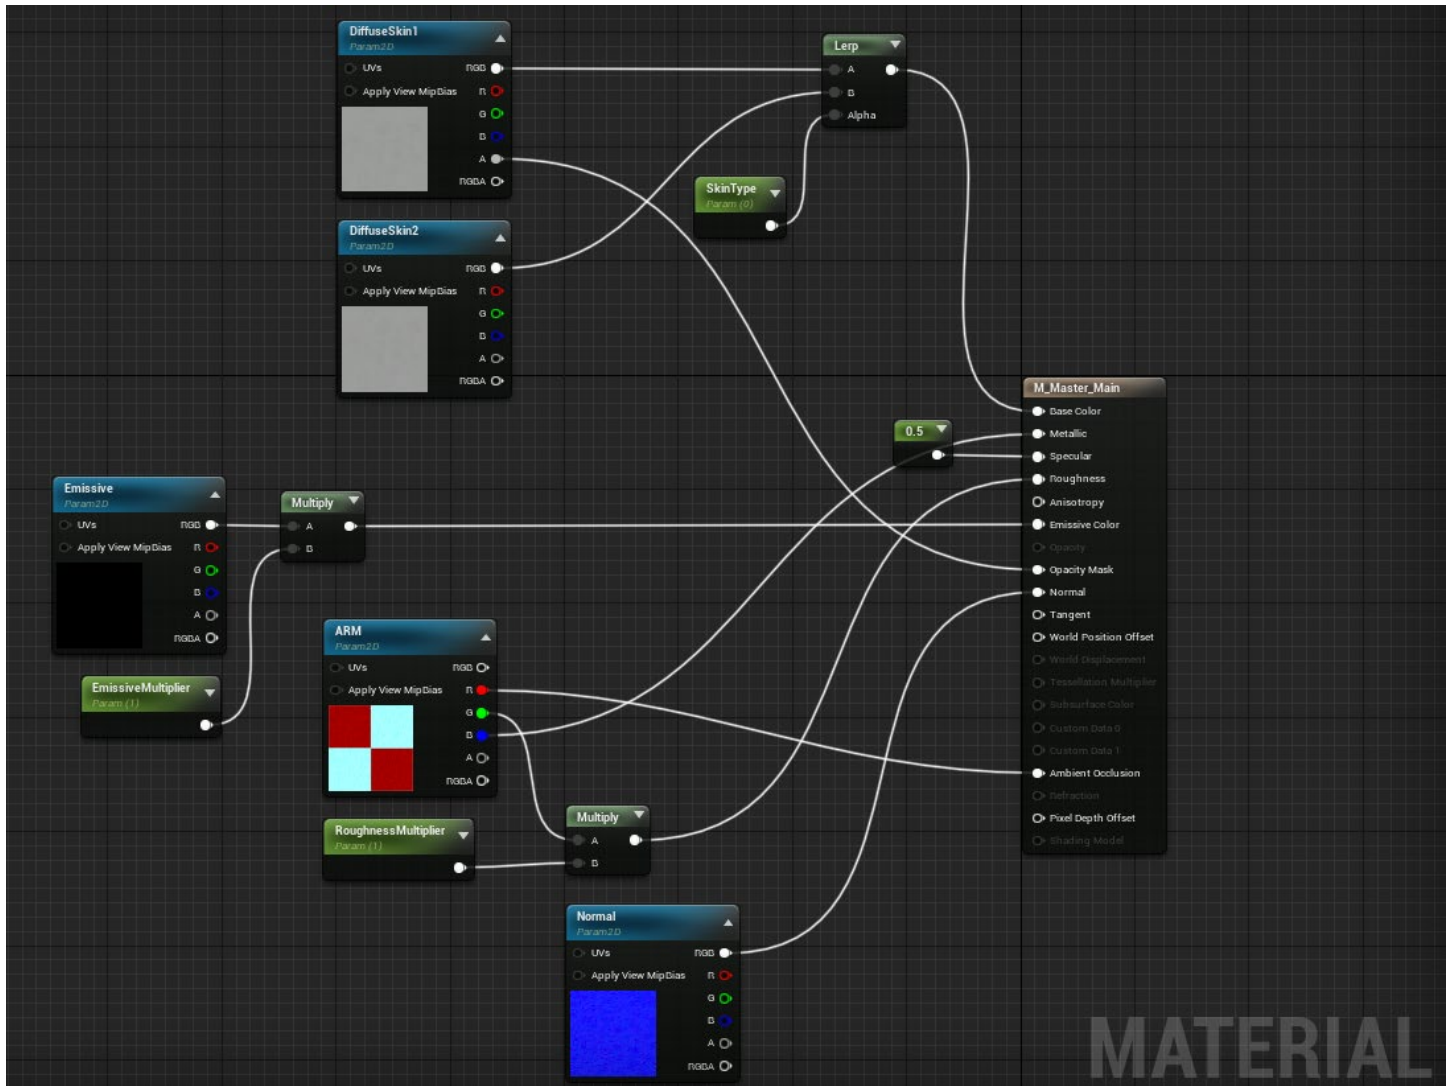 DiffuseSkin1
Param2D
UVs RGB
Apply View MipBias R
G
B
A
RGBA
Lerp
A
B
Alpha
SkinType
Param (0)
DiffuseSkin2
Param2D
UVs RGB
Apply View MipBias R
G
B
A
RGBA
M_Master_Main
Base Color
Metallic
Specular
Roughness
Anisotropy
Emissive Color
Opacity
Opacity Mask
Normal
Tangent
World Position Offset
World Displacement
Tessellation Multiplier
Subsurface Color
Custom Data 0
Custom Data 1
Ambient Occlusion
Refraction
Pixel Depth Offset
Shading Model
0.5
Emissive
Param2D
UVs RGB
Apply View MipBias R
G
B
A
RGBA
Multiply
A
B
EmissiveMultiplier
Param (1)
ARM
Param2D
UVs RGB
Apply View MipBias R
G
B
A
RGBA
RoughnessMultiplier
Param (1)
Multiply
A
B
Normal
Param2D
UVs RGB
Apply View MipBias R
G
B
A
RGBA
MATERIAL